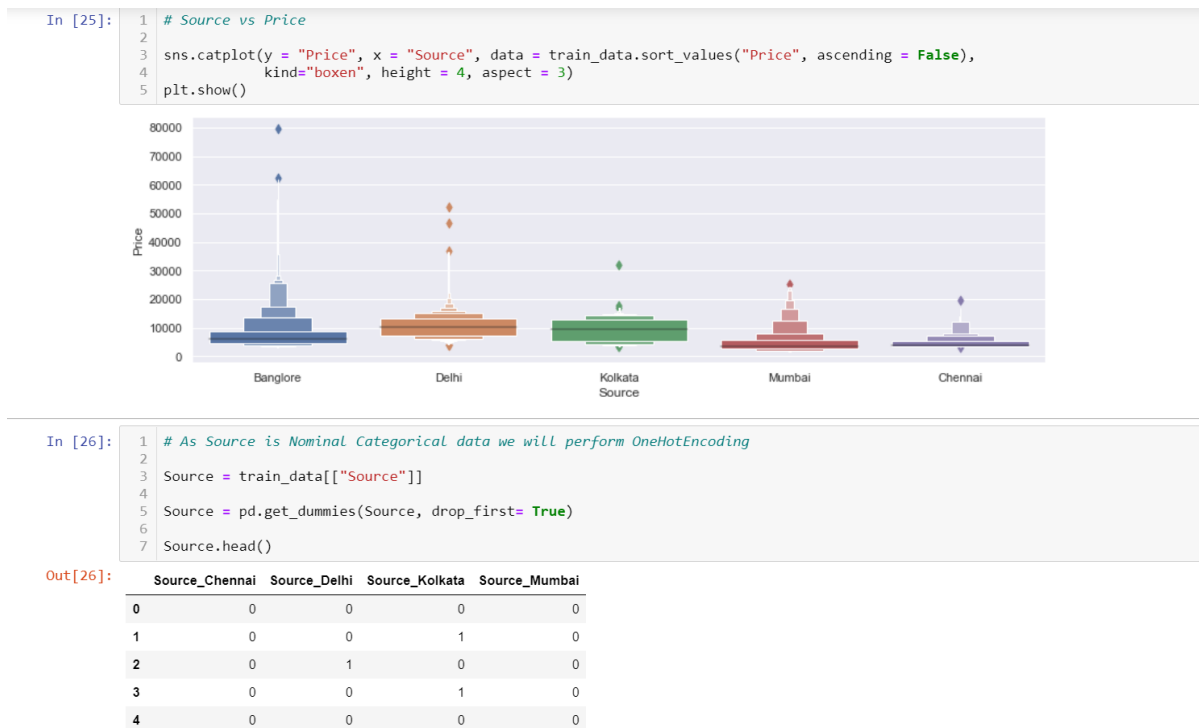 In [25]:
1 # Source vs Price
2
3 sns.catplot(y = "Price", x = "Source", data = train_data.sort_values("Price", ascending = False),
4 kind="boxen", height = 4, aspect = 3)
5 plt.show()
80000
70000
60000
50000
40000
30000
20000
10000
0
Price
Banglore Delhi Kolkata Mumbai Chennai
Source
In [26]:
1 # As Source is Nominal Categorical data we will perform OneHotEncoding
2
3 Source = train_data[["Source"]]
4
5 Source = pd.get_dummies(Source, drop_first= True)
6
7 Source.head()
Out[26]:
Source_Chennai Source_Delhi Source_Kolkata Source_Mumbai
0 0 0 0 0
1 0 0 1 0
2 0 1 0 0
3 0 0 1 0
4 0 0 0 0